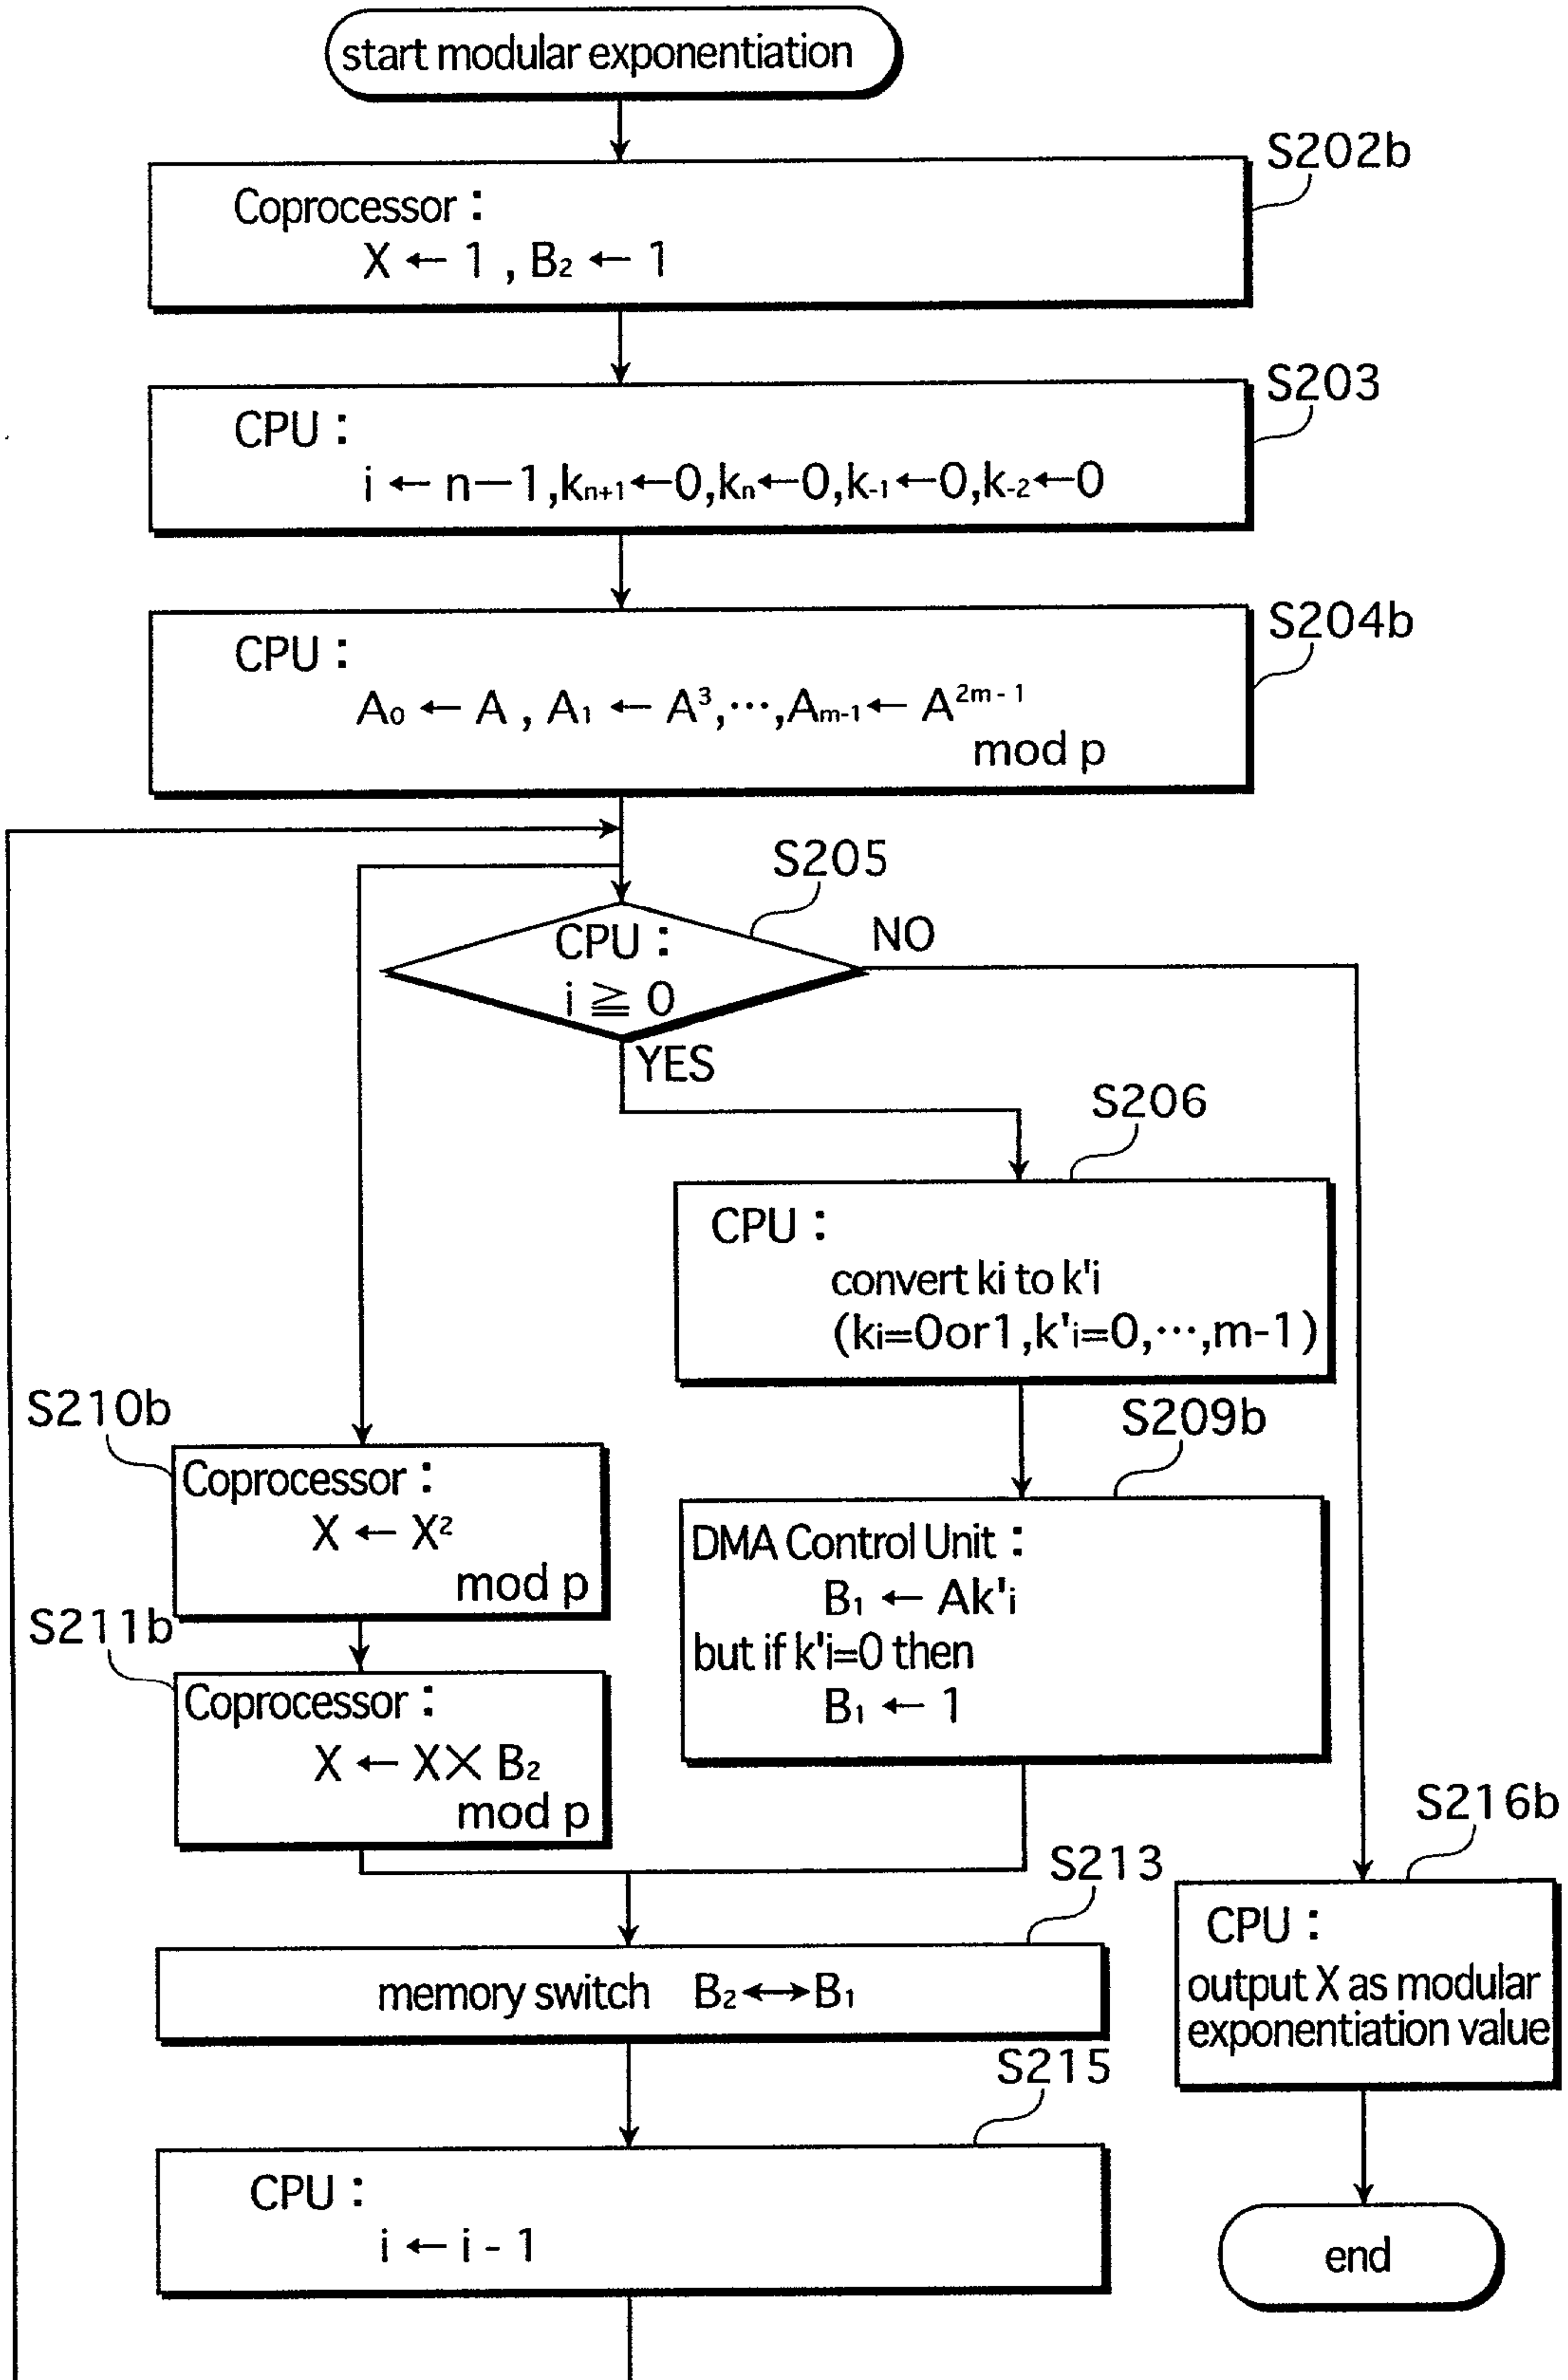 start modular exponentiation
S202b
Coprocessor :
X ← 1 , B₂ ← 1
S203
CPU :
i ← n—1,kₙ₊₁←0,kₙ←0,k₋₁←0,k₋₂←0
S204b
CPU :
A₀ ← A , A₁ ← A³,⋯,Aₘ₋₁← A²ᵐ⁻¹
mod p
S205
CPU :
i ≧ 0
NO
YES
S206
CPU :
convert ki to k'i
(kᵢ=0or1,k'ᵢ=0,⋯,m-1)
S210b
Coprocessor :
X ← X²
mod p
S209b
DMA Control Unit :
B₁ ← Ak'ᵢ
but if k'i=0 then
B₁ ← 1
S211b
Coprocessor :
X ← X× B₂
mod p
S213
memory switch B₂↔B₁
S216b
CPU :
output X as modular
exponentiation value
S215
CPU :
i ← i - 1
end